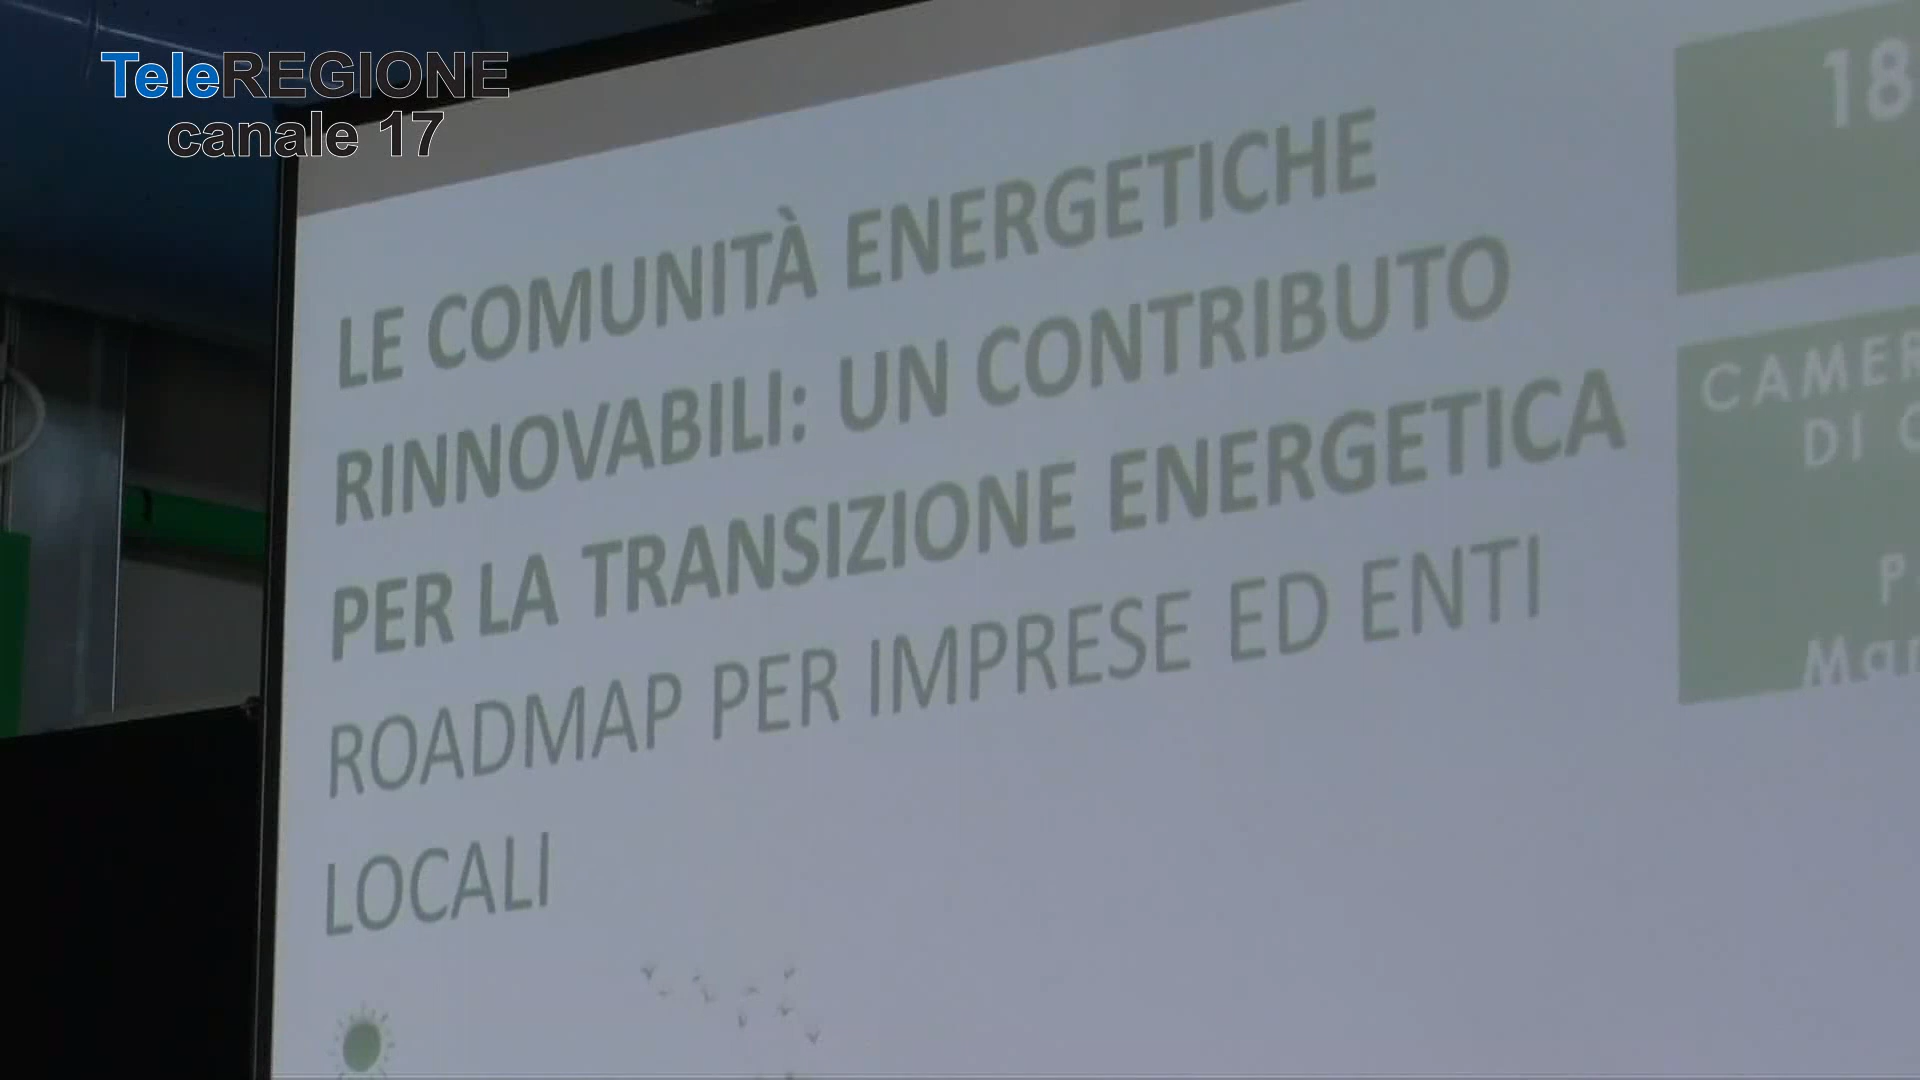 TeleREGIONE
canale 17
LE COMUNITÀ ENERGETICHE
RINNOVABILI: UN CONTRIBUTO
PER LA TRANSIZIONE ENERGETICA
ROADMAP PER IMPRESE ED ENTI
LOCALI
18
DI